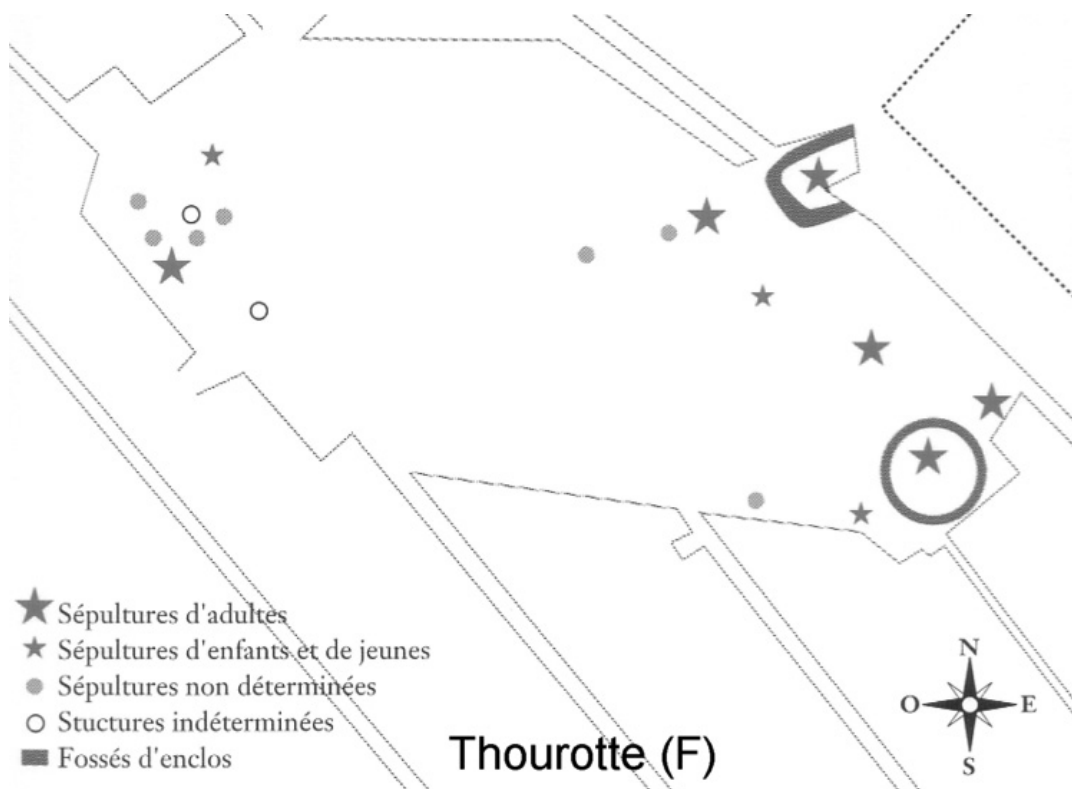 Sépultures d'adultes
Sépultures d'enfants et de jeunes
Sépultures non déterminées
Stuctures indéterminées
Fossés d'enclos
Thourotte (F)
N
O
E
S